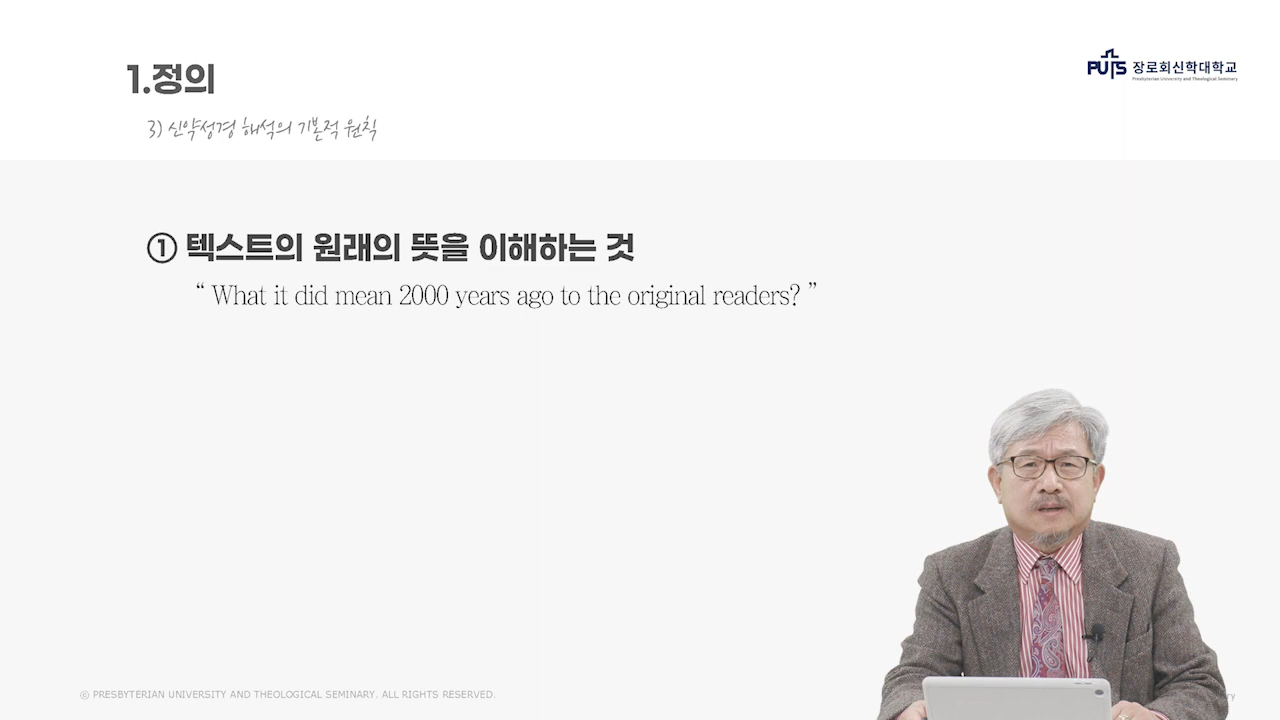 1.정의
PUTS 장로회신학대학교
Presbyterian University and Theological Seminary
3) 신약성경 해석의 기본적 원칙
① 텍스트의 원래의 뜻을 이해하는 것
“ What it did mean 2000 years ago to the original readers? ”
ⓒ PRESBYTERIAN UNIVERSITY AND THEOLOGICAL SEMINARY. ALL RIGHTS RESERVED.